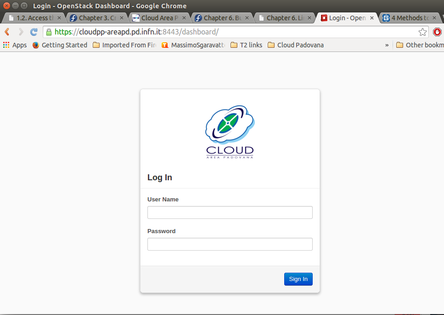 Login - OpenStack Dashboard - Google Chrome
1.2. Access t
Chapter 3. C
Cloud Area P
Chapter 6. B
Chapter 6. L
Login - Open
4 Methods t
https://cloudpp-areapd.pd.infn.it:8443/dashboard/
Apps Getting Started Imported From Fir MassimoSgaravatt T2 links Cloud Padovana » Other bookm
CLOUD
AREA PADOVANA
Log In
User Name
Password
Sign In